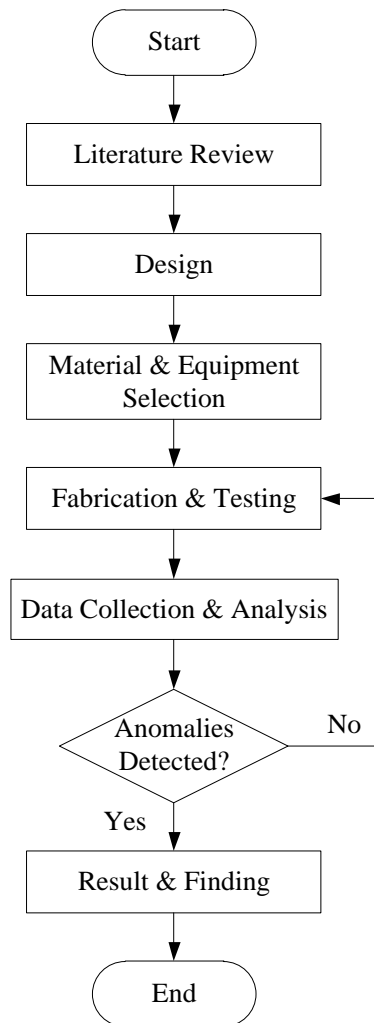 Start
Literature Review
Design
Material & Equipment
Selection
Fabrication & Testing
Data Collection & Analysis
Anomalies
Detected?
No
Yes
Result & Finding
End